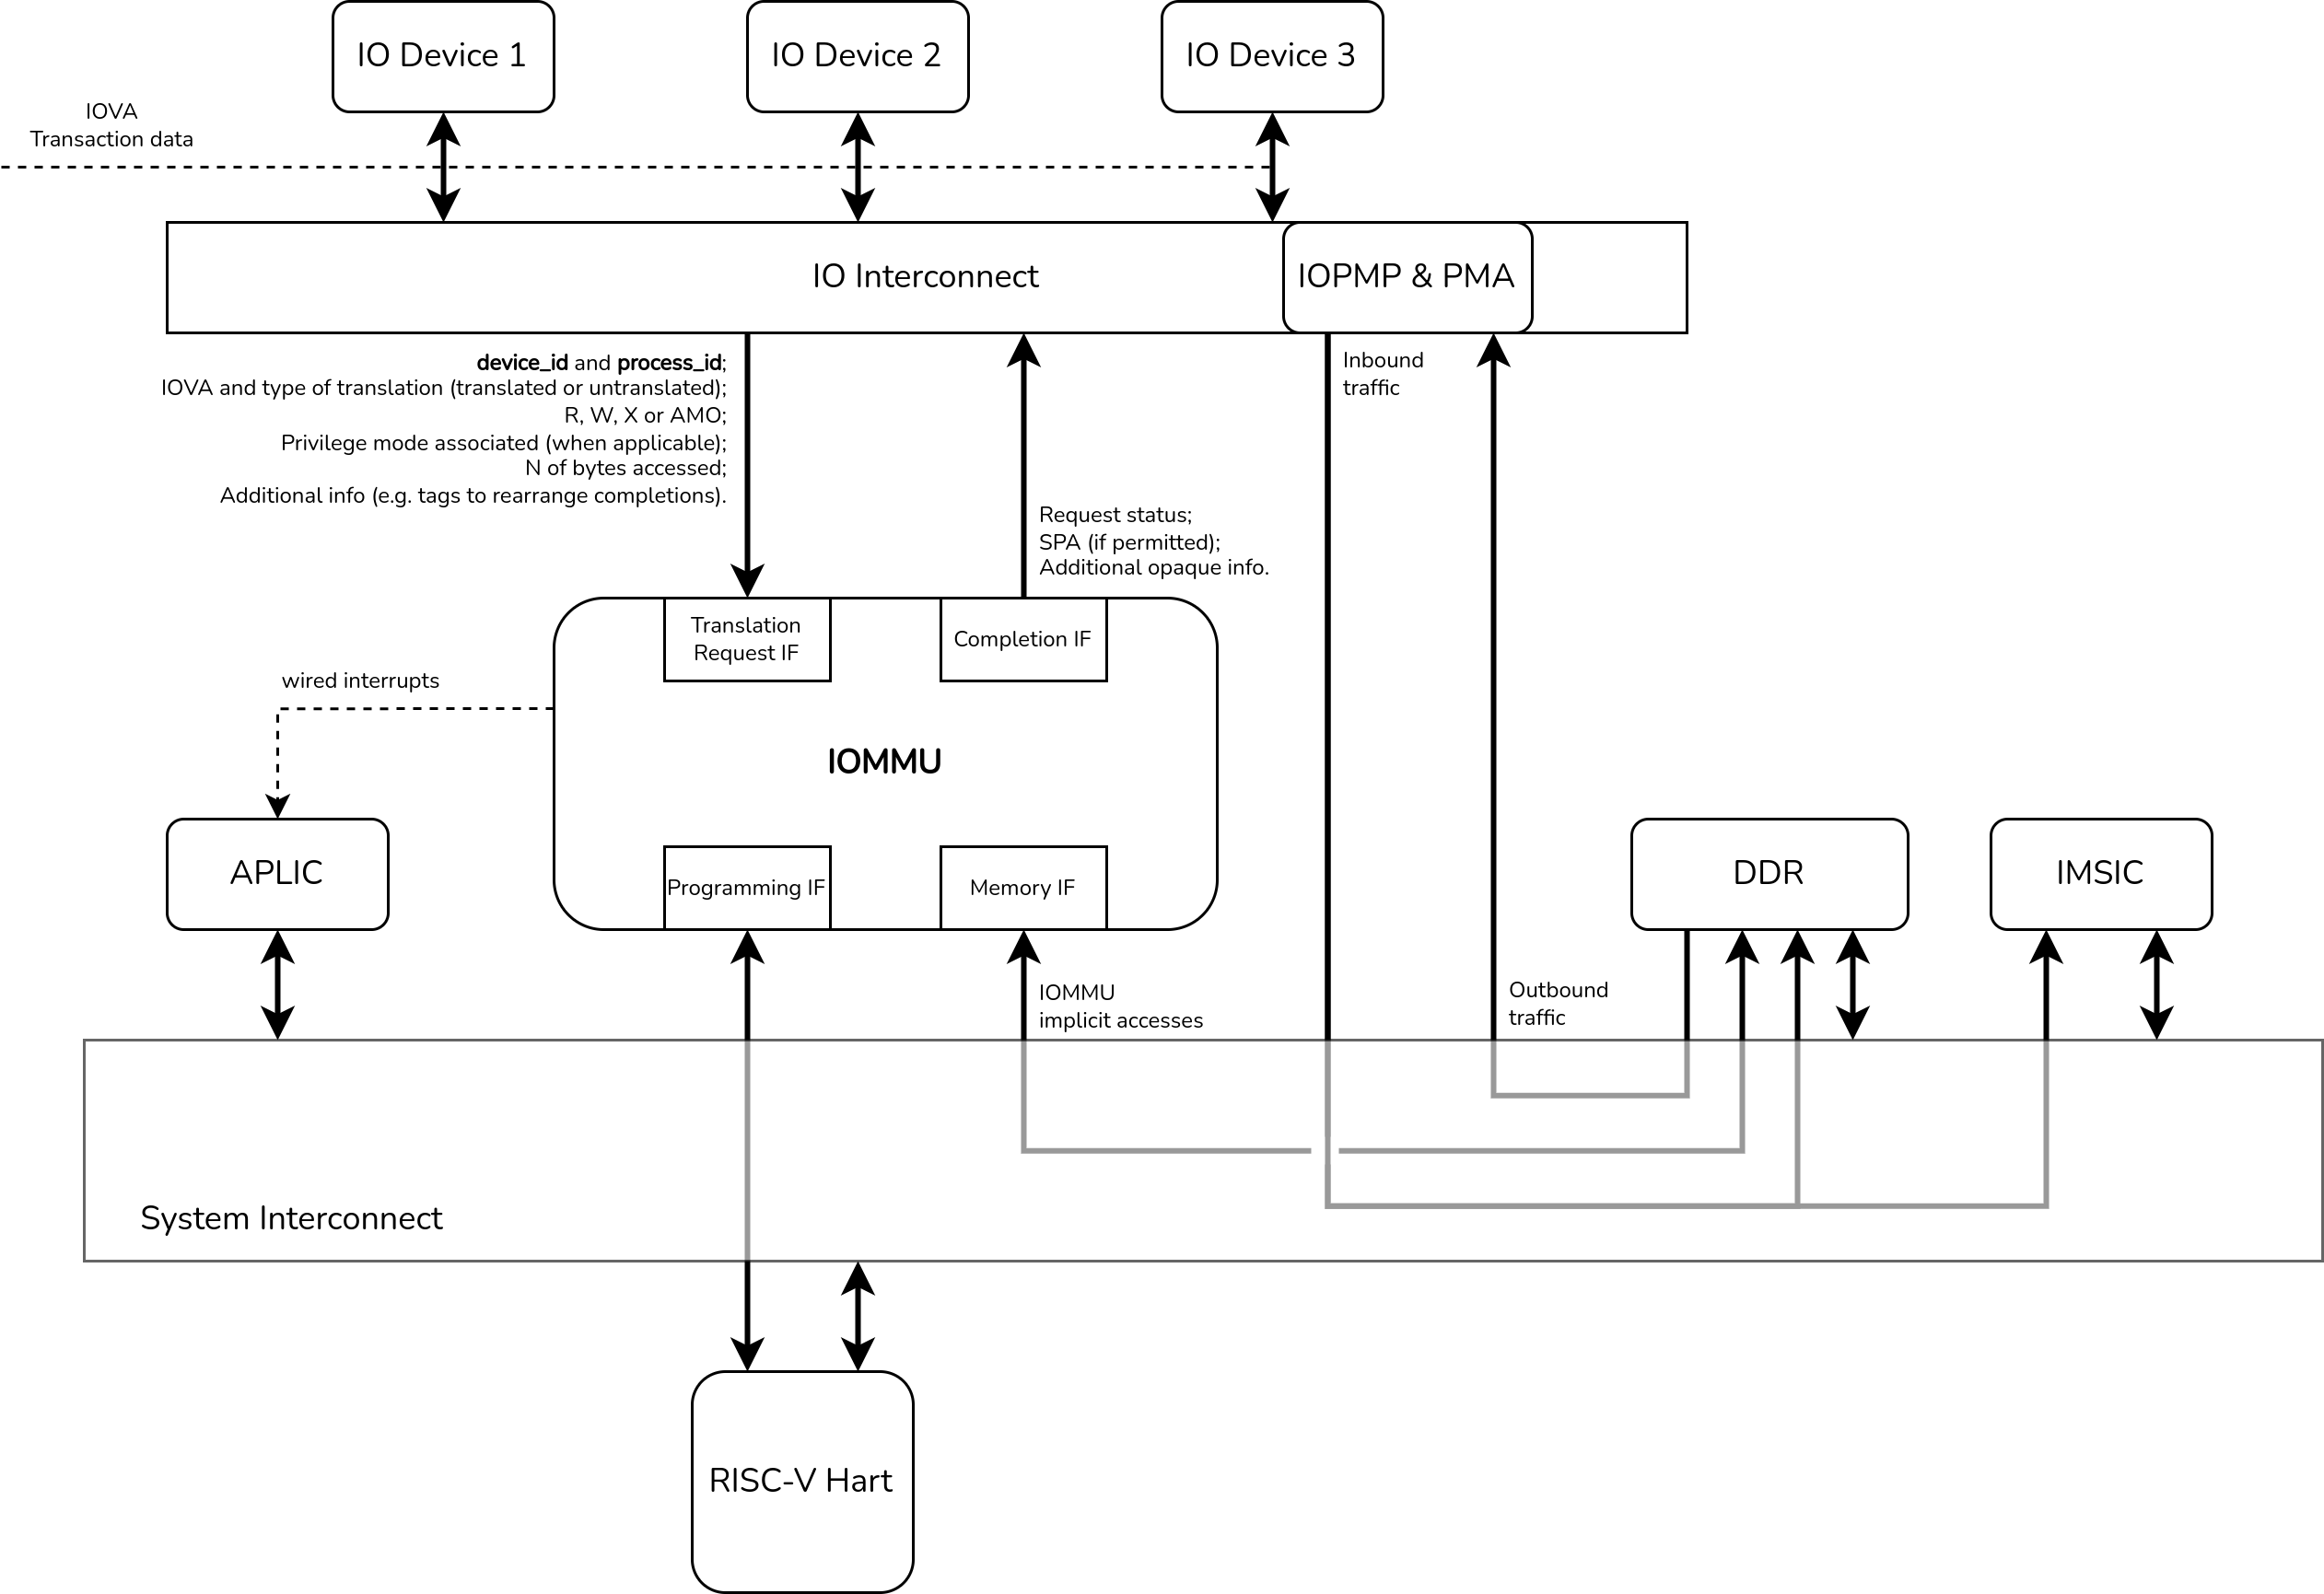 IO Device 1
IO Device 2
IO Device 3
IOVA
Transaction data
IO Interconnect
IOPMP & PMA
device_id and process_id;
IOVA and type of translation (translated or untranslated);
R, W, X or AMO;
Privilege mode associated (when applicable);
N of bytes accessed;
Additional info (e.g. tags to rearrange completions).
Inbound
traffic
Request status;
SPA (if permitted);
Additional opaque info.
Translation
Request IF
Completion IF
wired interrupts
IOMMU
APLIC
Programming IF
Memory IF
DDR
IMSIC
IOMMU
implicit accesses
Outbound
traffic
System Interconnect
RISC-V Hart